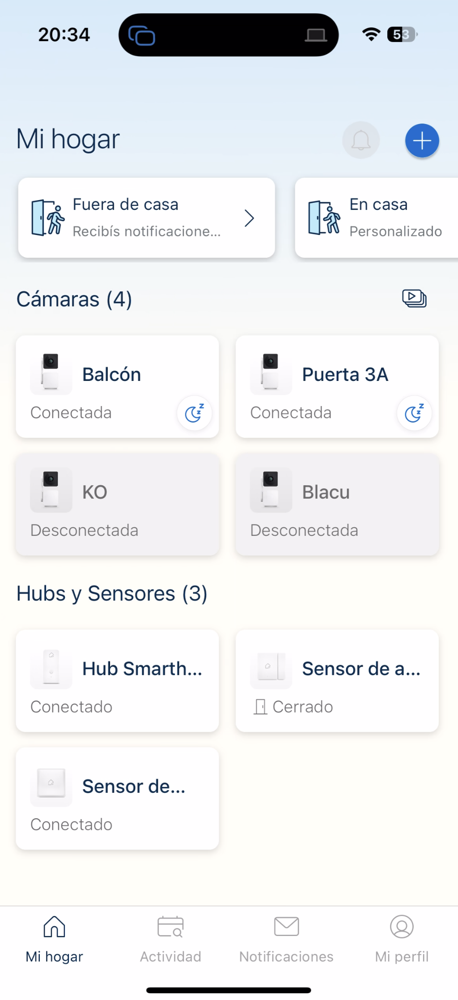 20:34
53
Mi hogar
Fuera de casa
Recibís notificacione...
En casa
Personalizado
Cámaras (4)
Balcón
Conectada
Puerta 3A
Conectada
KO
Desconectada
Blacu
Desconectada
Hubs y Sensores (3)
Hub Smarth...
Conectado
Sensor de a...
Cerrado
Sensor de...
Conectado
Mi hogar
Actividad
Notificaciones
Mi perfil